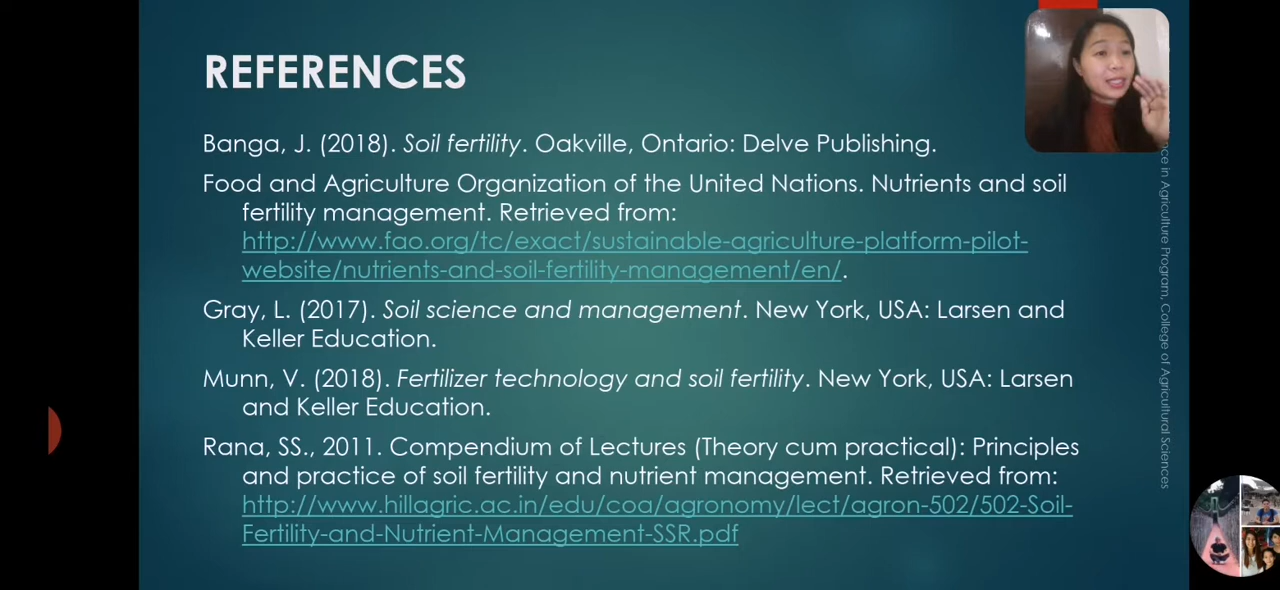 REFERENCES
Banga, J. (2018). Soil fertility. Oakville, Ontario: Delve Publishing.
Food and Agriculture Organization of the United Nations. Nutrients and soil
fertility management. Retrieved from:
http://www.fao.org/tc/exact/sustainable-agriculture-platform-pilot-
website/nutrients-and-soil-fertility-management/en/.
Gray, L. (2017). Soil science and management. New York, USA: Larsen and
Keller Education.
Munn, V. (2018). Fertilizer technology and soil fertility. New York, USA: Larsen
and Keller Education.
Rana, SS., 2011. Compendium of Lectures (Theory cum practical): Principles
and practice of soil fertility and nutrient management. Retrieved from:
http://www.hillagric.ac.in/edu/coa/agronomy/lect/agron-502/502-Soil-
Fertility-and-Nutrient-Management-SSR.pdf
in Agriculture Program, College of Agricultural Sciences